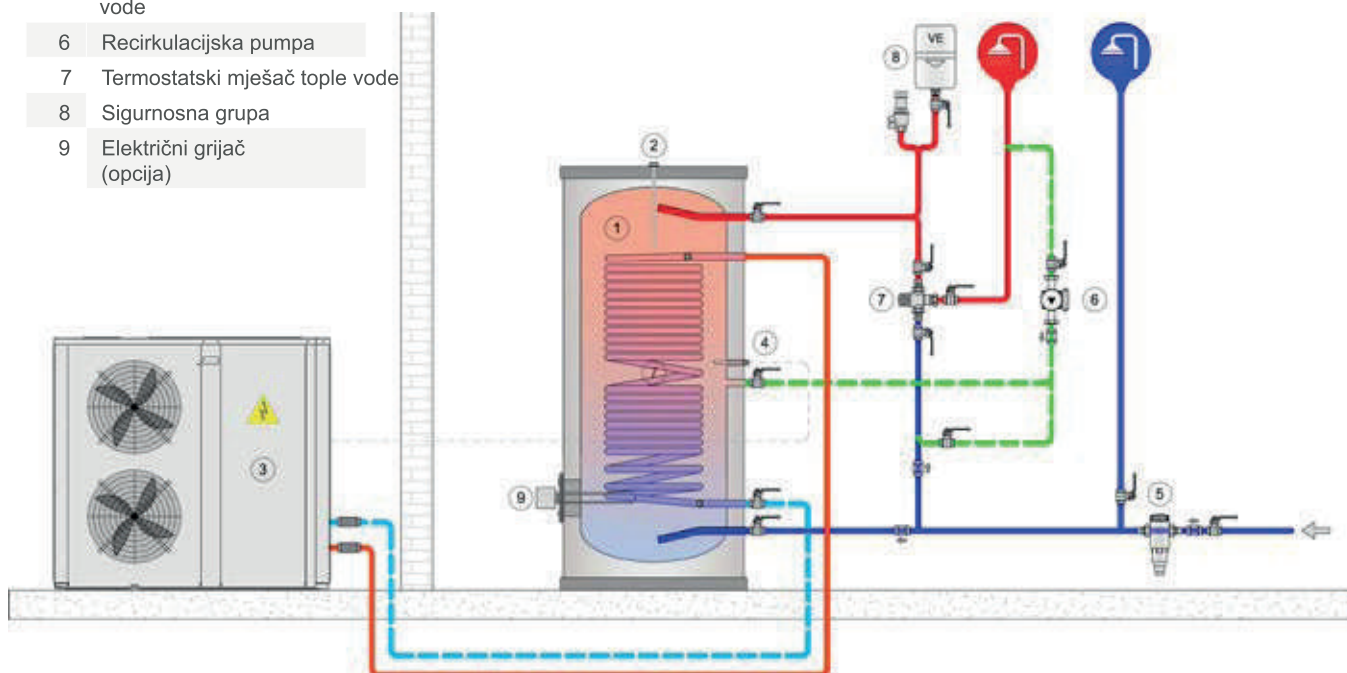 vode
6 Recirkulacijska pumpa
7 Termostatski mješač tople vode
8 Sigurnosna grupa
9 Električni grijač
(opcija)
VE
8
2
1
7
6
4
3
9
5